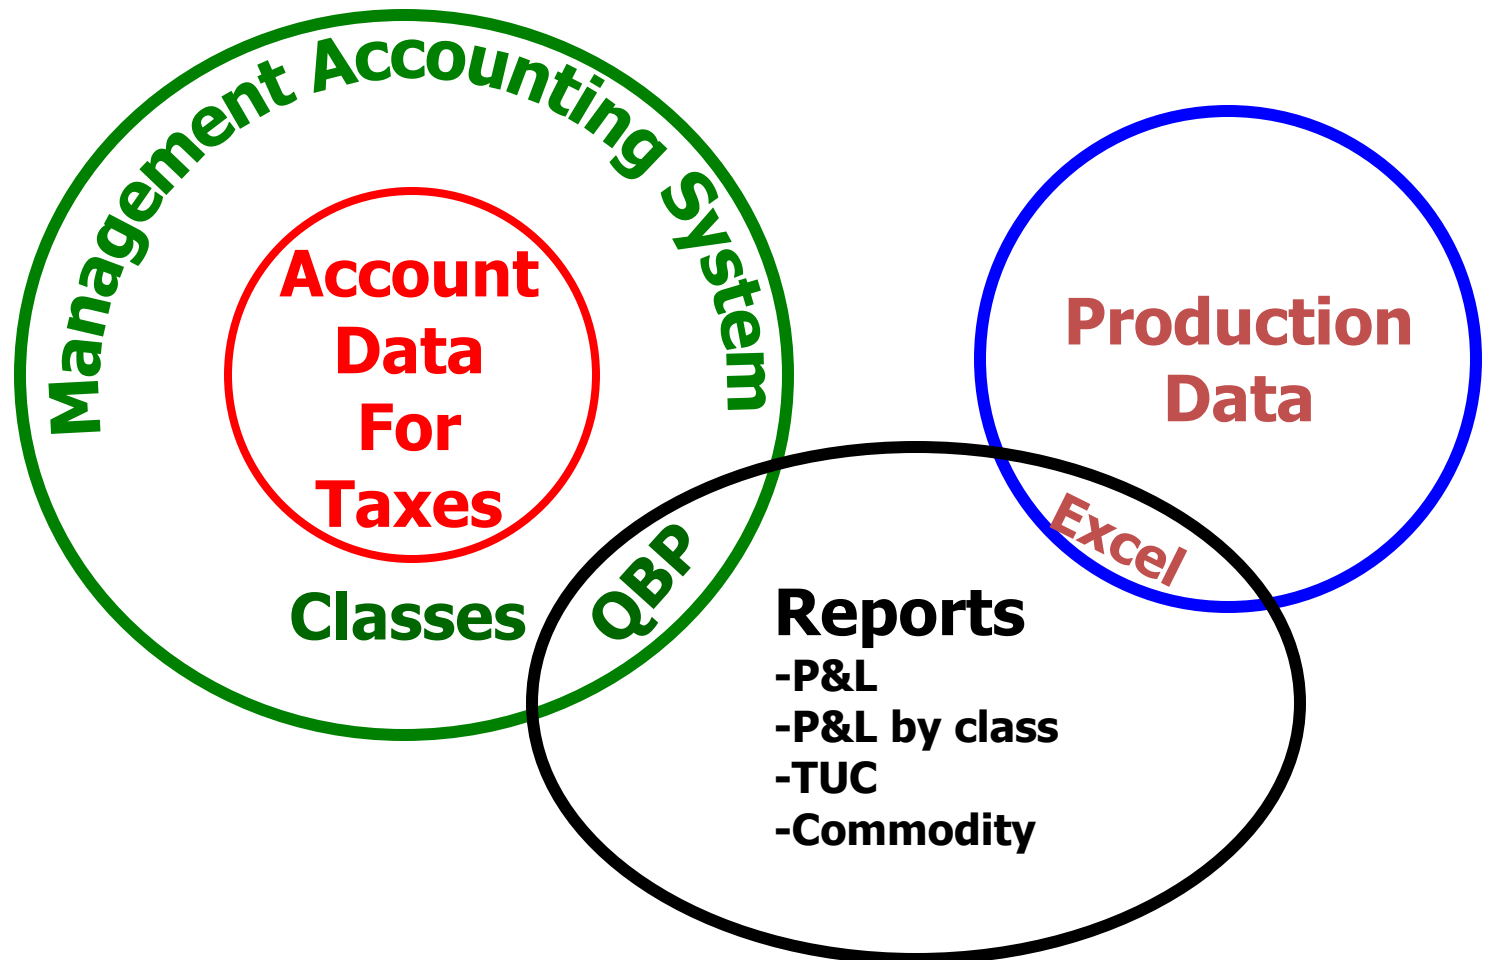 Management Accounting System
Account
Data
For
Taxes
Classes
QBP
Production
Data
Excel
Reports
-P&L
-P&L by class
-TUC
-Commodity